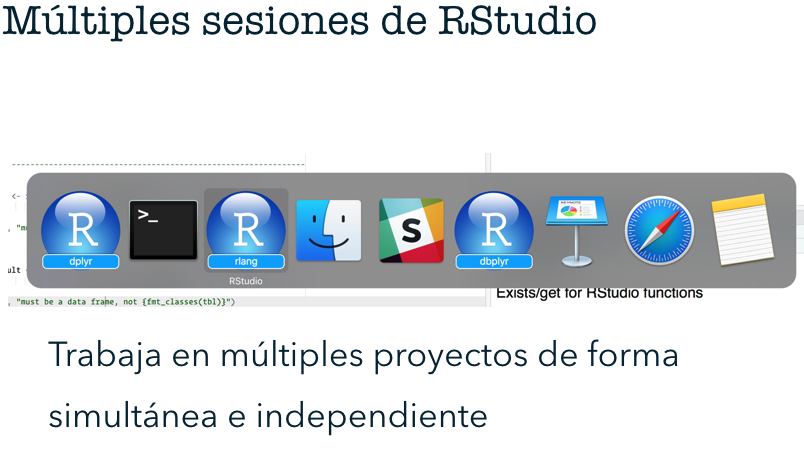 Múltiples sesiones de RStudio
<-
>_
R
dplyr
R
rlang
RStudio
S
R
dbplyr
KEYNOTE
, "m
ult
, "must be a data frame, not {fmt_classes(tbl)}")
Exists/get for RStudio functions
Trabaja en múltiples proyectos de forma
simultánea e independiente